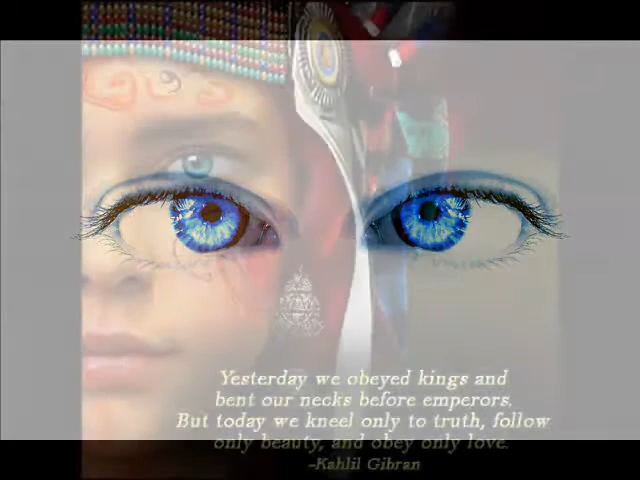 Yesterday we obeyed kings and
bent our necks before emperors.
But today we kneel only to truth, follow
only beauty, and obey only love.
-Kahlil Gibran